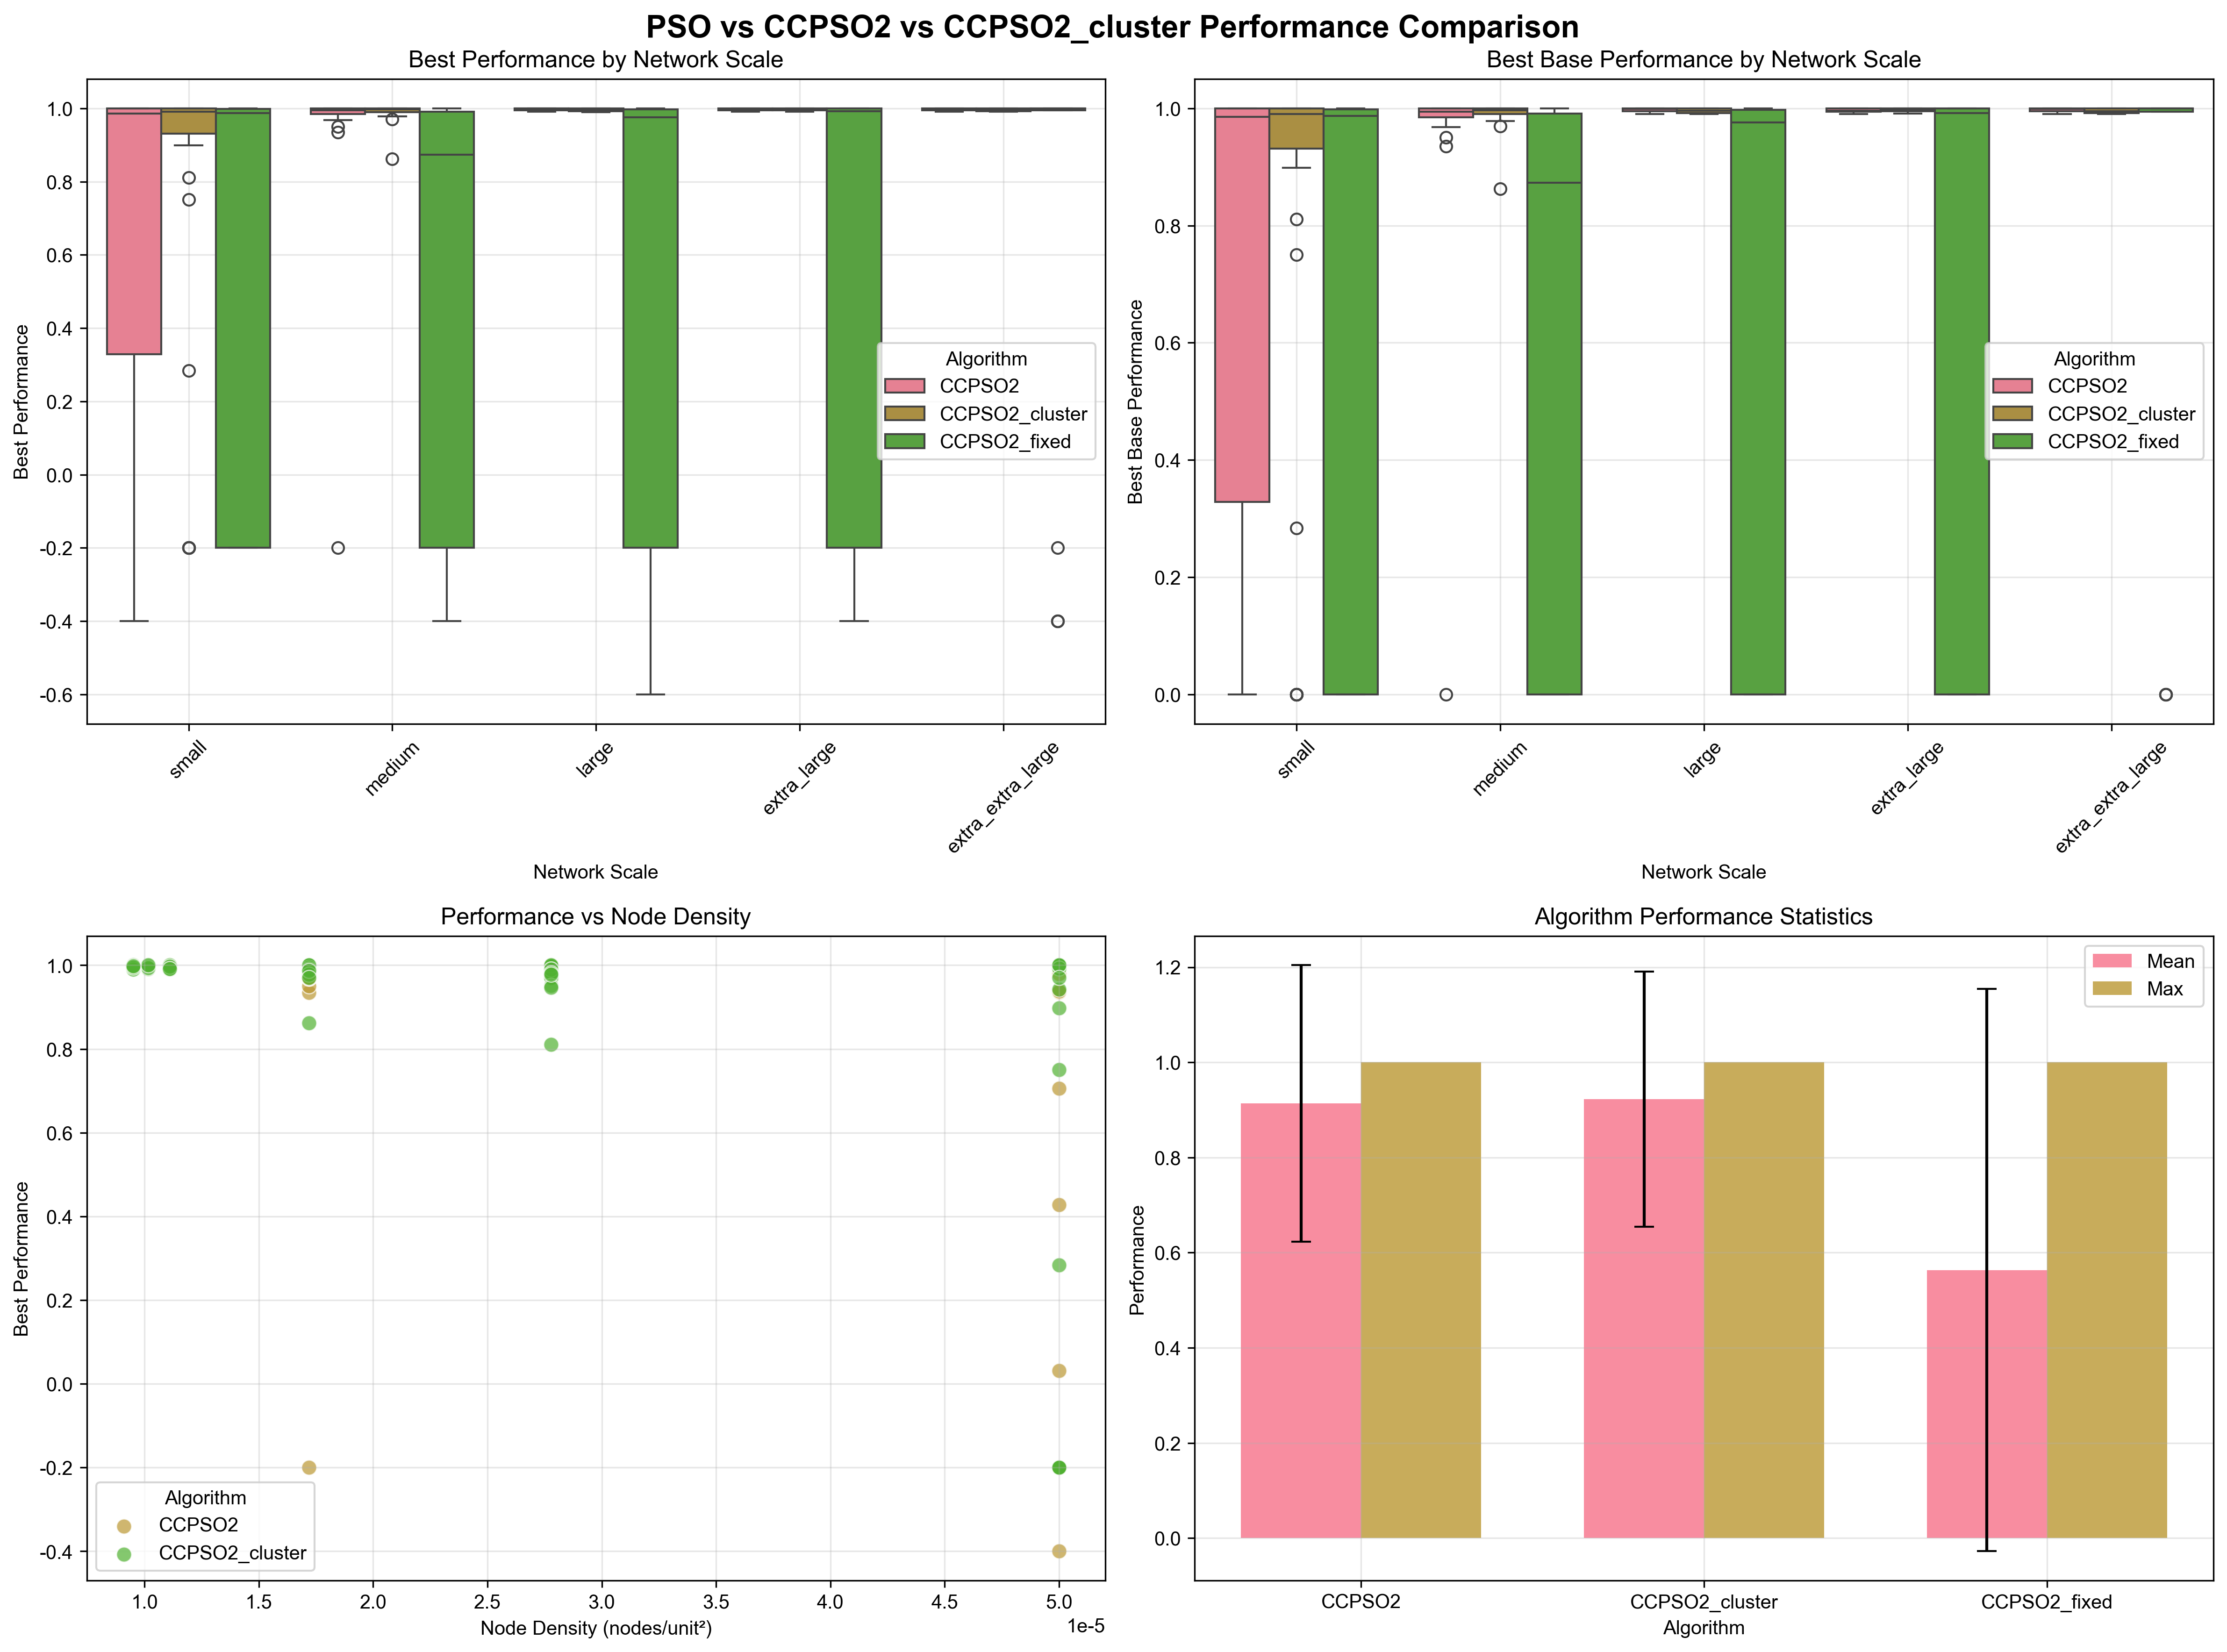 PSO vs CCPSO2 vs CCPSO2_cluster Performance Comparison
Best Performance by Network Scale
Best Performance
1.0
0.8
0.6
0.4
0.2
0.0
-0.2
-0.4
-0.6
Algorithm
CCPSO2
CCPSO2_cluster
CCPSO2_fixed
small
medium
large
extra_large
extra_extra_large
Network Scale
Best Base Performance by Network Scale
Best Base Performance
1.0
0.8
0.6
0.4
0.2
0.0
Algorithm
CCPSO2
CCPSO2_cluster
CCPSO2_fixed
small
medium
large
extra_large
extra_extra_large
Network Scale
Performance vs Node Density
Best Performance
1.0
0.8
0.6
0.4
0.2
0.0
-0.2
-0.4
Algorithm
CCPSO2
CCPSO2_cluster
1.0 1.5 2.0 2.5 3.0 3.5 4.0 4.5 5.0
1e-5
Node Density (nodes/unit²)
Algorithm Performance Statistics
Performance
1.2
1.0
0.8
0.6
0.4
0.2
0.0
Mean
Max
CCPSO2 CCPSO2_cluster CCPSO2_fixed
Algorithm